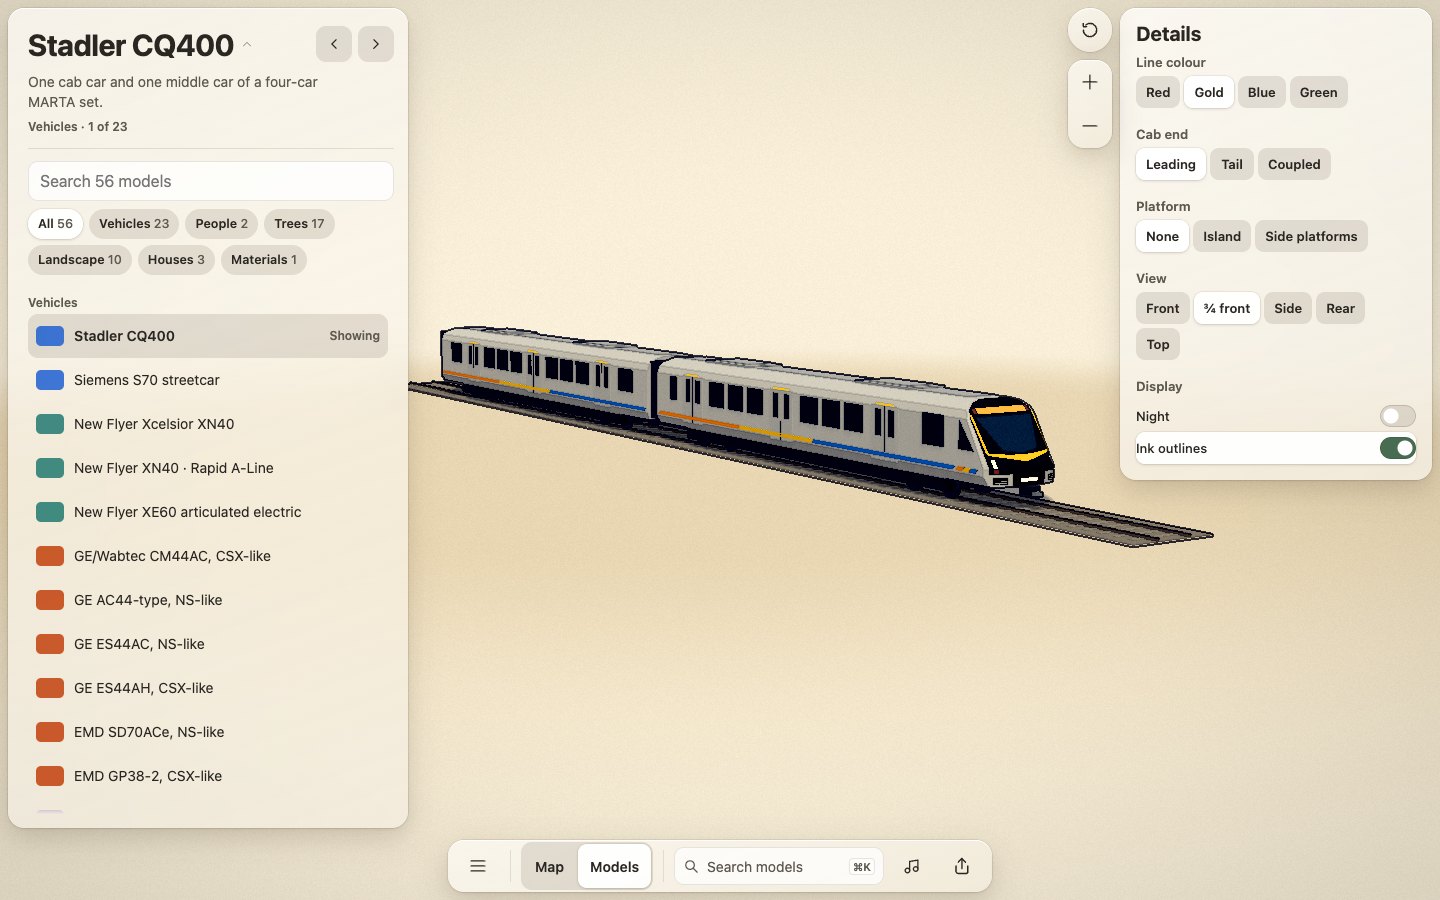 Stadler CQ400
One cab car and one middle car of a four-car
MARTA set.
Vehicles · 1 of 23
Search 56 models
All 56
Vehicles 23
People 2
Trees 17
Landscape 10
Houses 3
Materials 1
Vehicles
Stadler CQ400
Showing
Siemens S70 streetcar
New Flyer Xcelsior XN40
New Flyer XN40 · Rapid A-Line
New Flyer XE60 articulated electric
GE/Wabtec CM44AC, CSX-like
GE AC44-type, NS-like
GE ES44AC, NS-like
GE ES44AH, CSX-like
EMD SD70ACe, NS-like
EMD GP38-2, CSX-like
Details
Line colour
Red
Gold
Blue
Green
Cab end
Leading
Tail
Coupled
Platform
None
Island
Side platforms
View
Front
¾ front
Side
Rear
Top
Display
Night
Ink outlines
Map
Models
Search models
⌘K